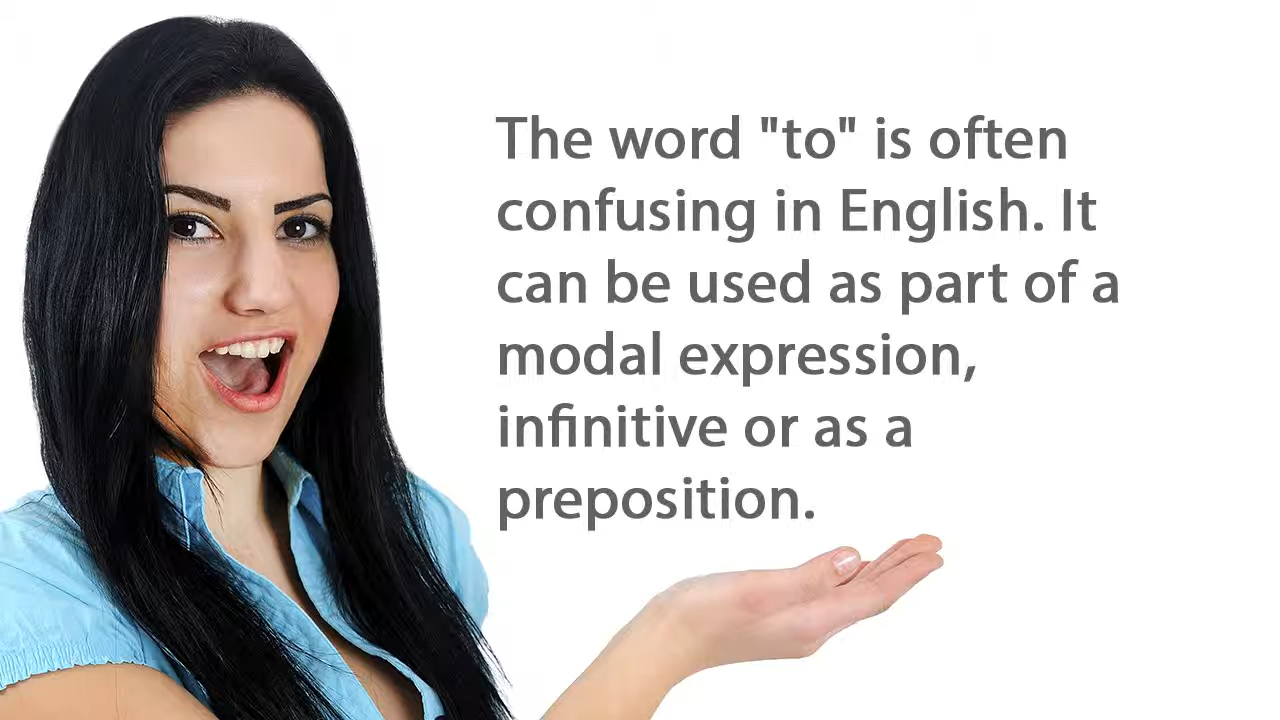 The word "to" is often
confusing in English. It
can be used as part of a
modal expression,
infinitive or as a
preposition.